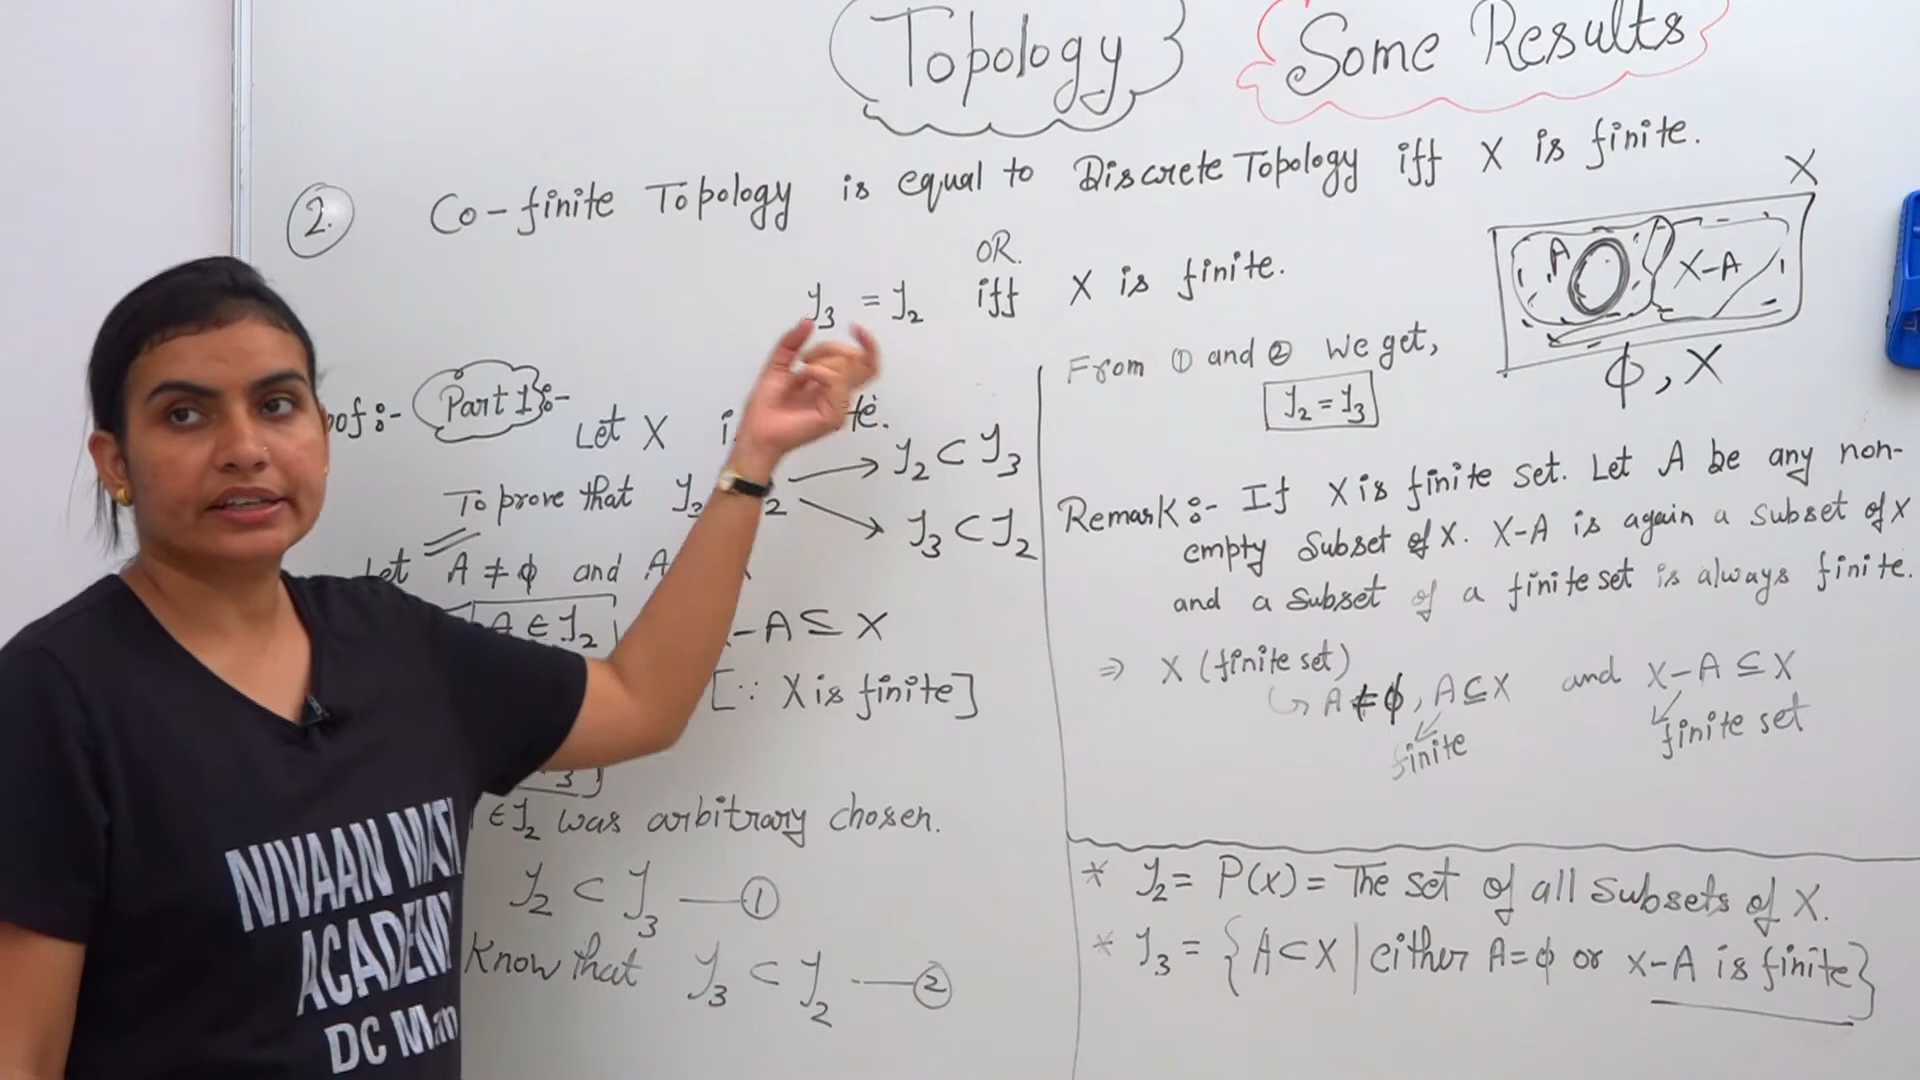 Topology
Some Results
2. Co-finite Topology is equal to Discrete Topology iff X is finite.
OR
J₃ = J₂ iff X is finite.
Part 1:-
Let X
To prove that
J₂ ⊂ J₃
J₃ ⊂ J₂
A ≠ ϕ and
A ∈ J₂
-A ⊆ X
[∵ X is finite]
3
∈ J₂ was arbitrary chosen.
J₂ ⊂ J₃ — ①
Know that J₃ ⊂ J₂ — ②
X
A
X-A
ϕ, X
From ① and ② We get,
J₂ = J₃
Remark:- If X is finite set. Let A be any non-
empty subset of X. X-A is again a subset of X
and a subset of a finite set is always finite.
⇒ X (finite set)
↪ A ≠ ϕ, A ⊆ X and X-A ⊆ X
finite
finite set
* J₂ = P(X) = The set of all subsets of X.
* J₃ = {A ⊂ X | either A = ϕ or X-A is finite}
NIVAAN
ACADEMY
DC